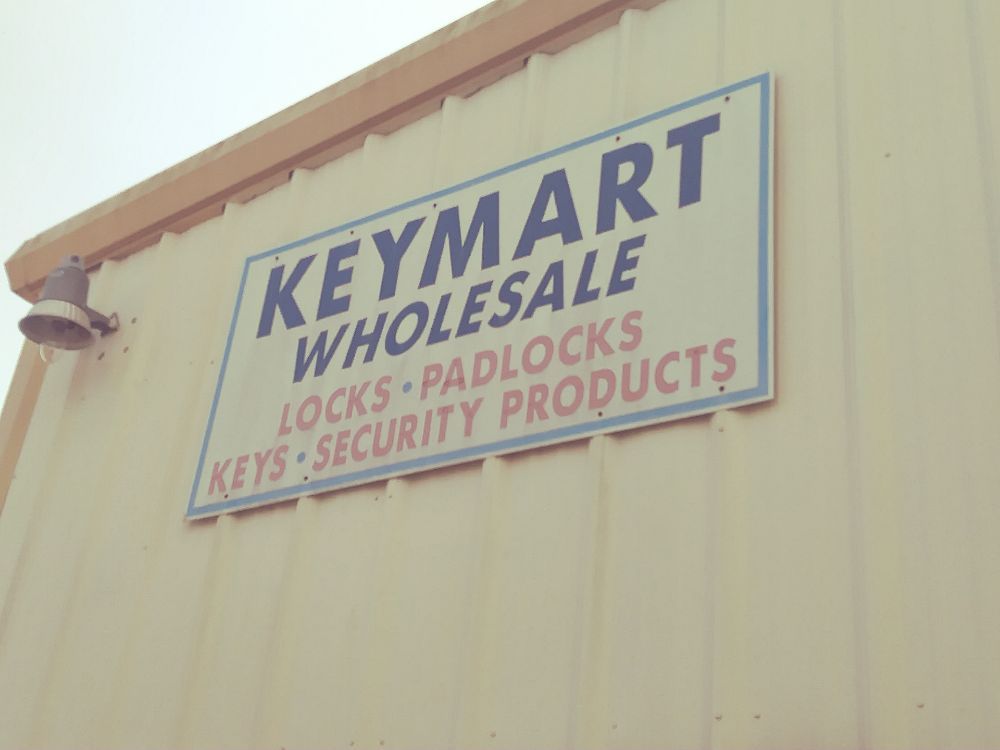 KEYMART
WHOLESALE
LOCKS • PADLOCKS
KEYS • SECURITY PRODUCTS